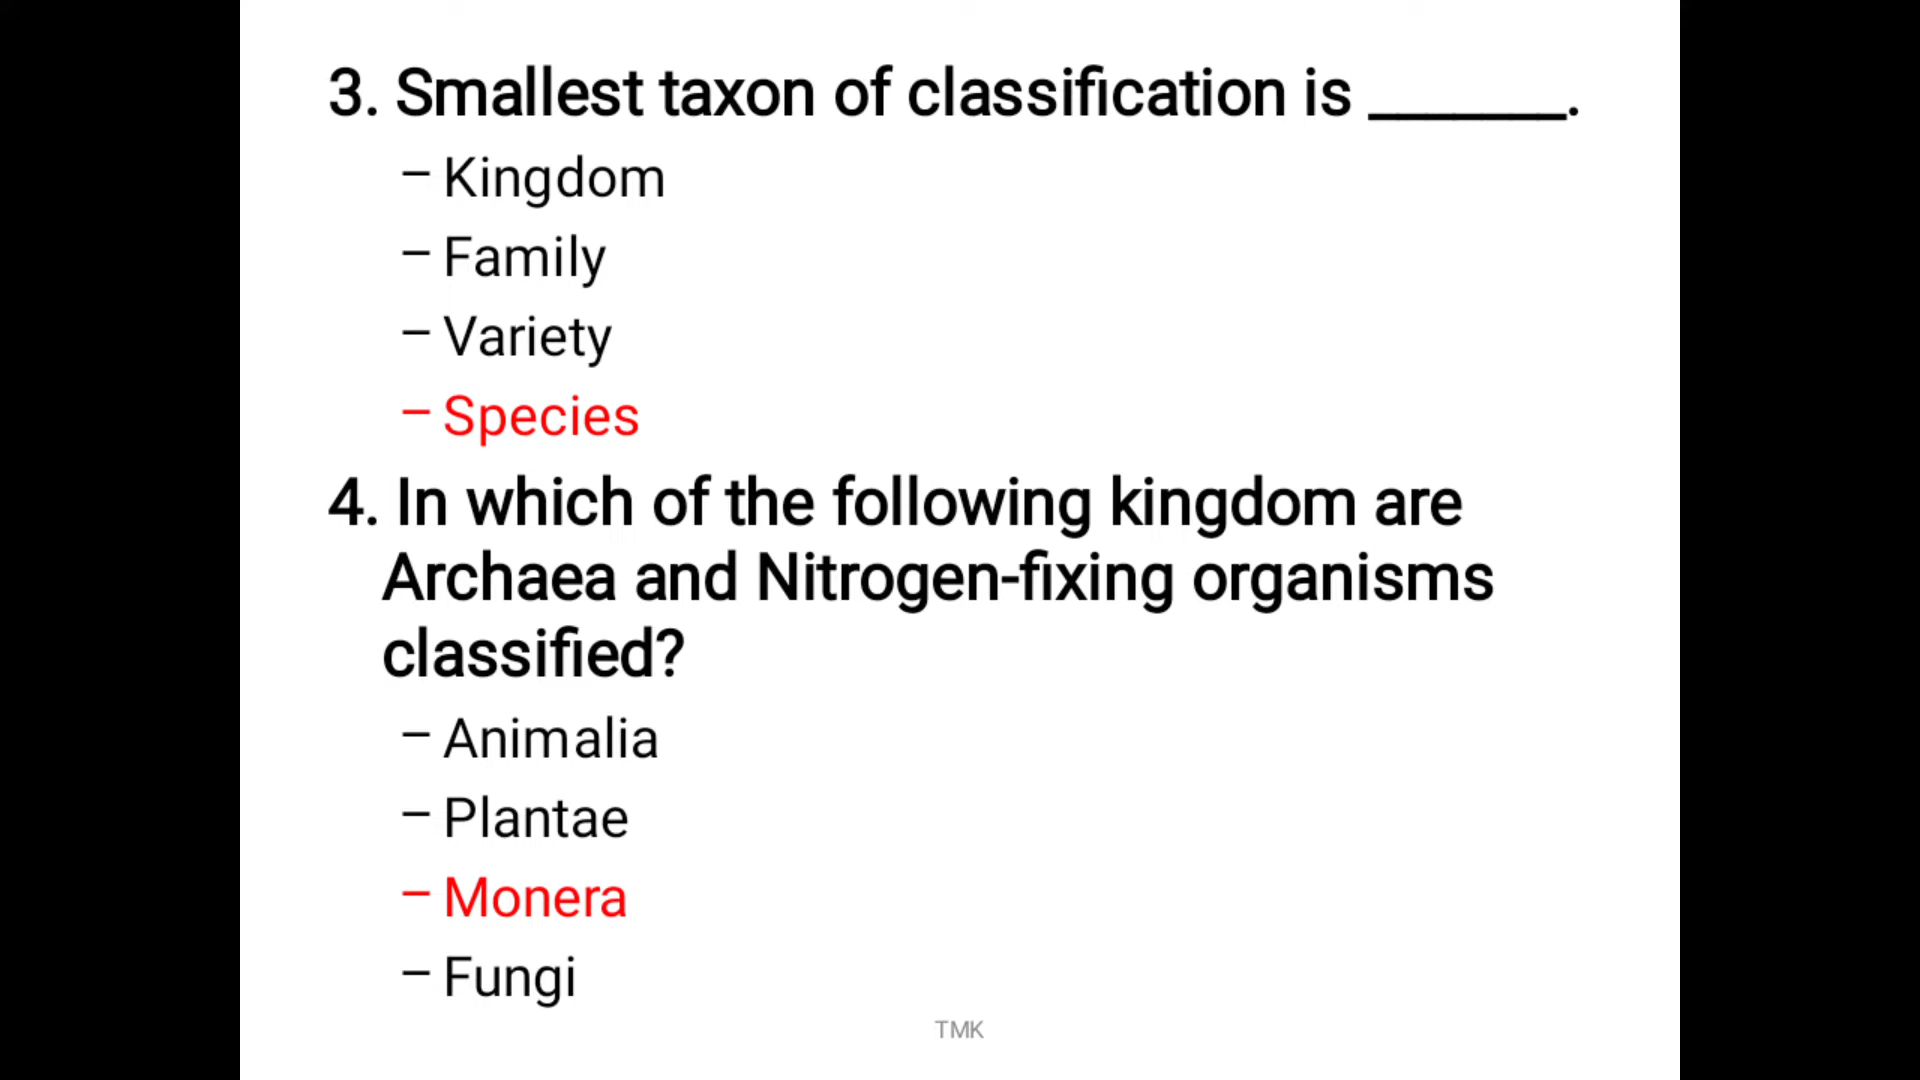 3. Smallest taxon of classification is _______.
– Kingdom
– Family
– Variety
– Species
4. In which of the following kingdom are
Archaea and Nitrogen-fixing organisms
classified?
– Animalia
– Plantae
– Monera
– Fungi
TMK